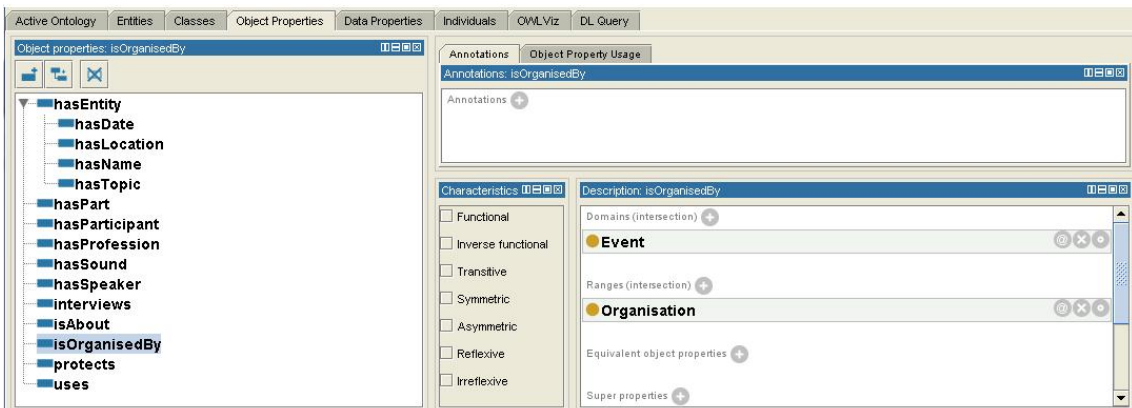 Active Ontology Entities Classes Object Properties Data Properties Individuals OWLViz DL Query
Object properties: isOrganisedBy
hasEntity
hasDate
hasLocation
hasName
hasTopic
hasPart
hasParticipant
hasProfession
hasSound
hasSpeaker
interviews
isAbout
isOrganisedBy
protects
uses
Annotations Object Property Usage
Annotations: isOrganisedBy
Annotations
Characteristics
Functional
Inverse functional
Transitive
Symmetric
Asymmetric
Reflexive
Irreflexive
Description: isOrganisedBy
Domains (intersection)
Event
Ranges (intersection)
Organisation
Equivalent object properties
Super properties